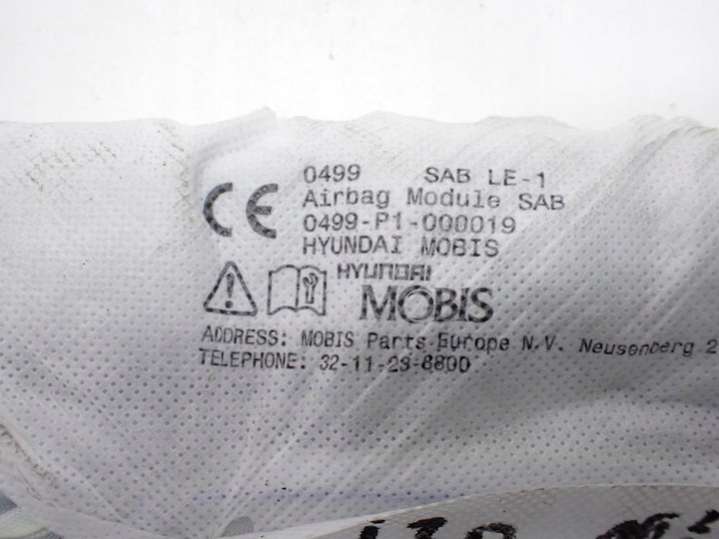 0499 SAB LE-1
CE Airbag Module SAB
0499-P1-000019
HYUNDAI MOBIS
HYUNDAI
MOBIS
ADDRESS: MOBIS Parts Europe N.V. Neusenberg 2
TELEPHONE: 32-11-29-8800